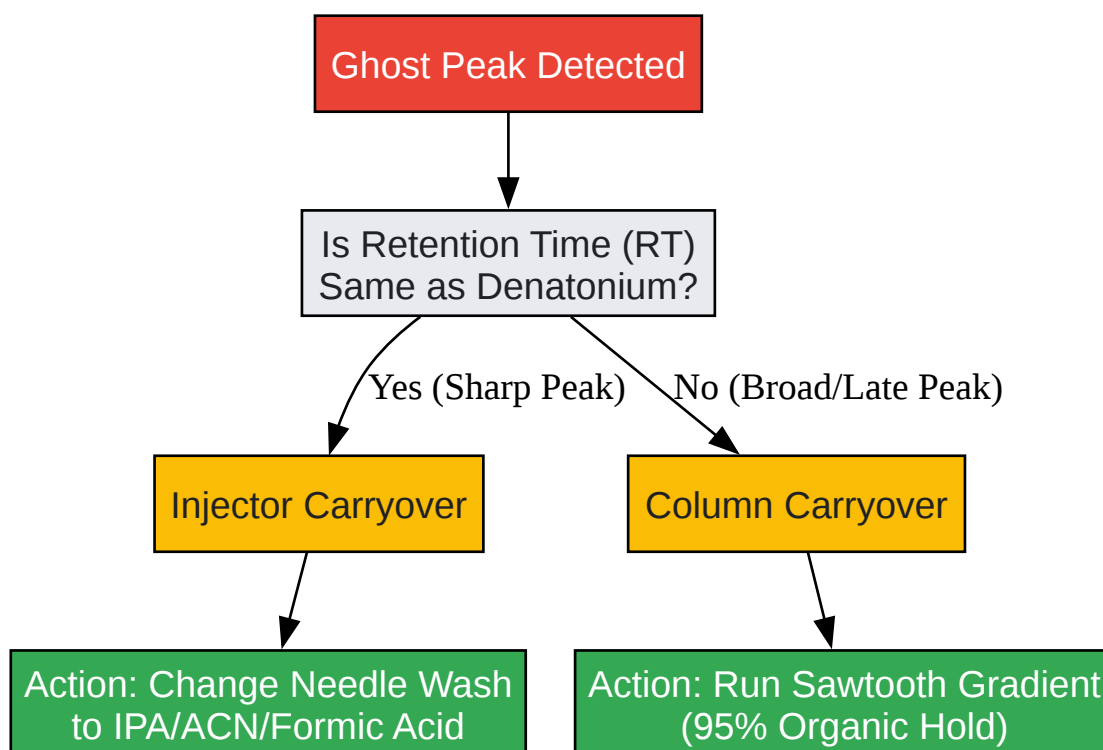 Ghost Peak Detected
Is Retention Time (RT)
Same as Denatonium?
Yes (Sharp Peak)
No (Broad/Late Peak)
Injector Carryover
Column Carryover
Action: Change Needle Wash
to IPA/ACN/Formic Acid
Action: Run Sawtooth Gradient
(95% Organic Hold)